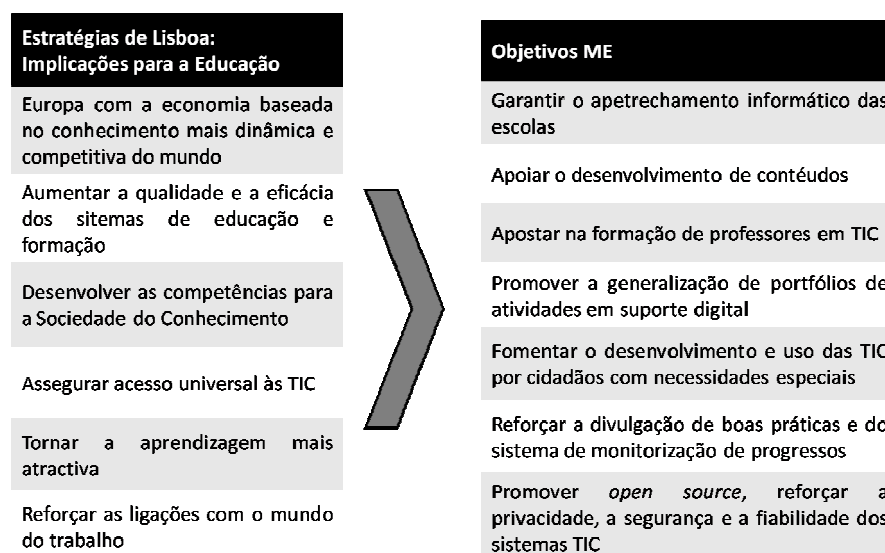 Estratégias de Lisboa:
Implicações para a Educação
Europa com a economia baseada
no conhecimento mais dinâmica e
competitiva do mundo
Aumentar a qualidade e a eficácia
dos sitemas de educação e
formação
Desenvolver as competências para
a Sociedade do Conhecimento
Assegurar acesso universal às TIC
Tornar a aprendizagem mais
atractiva
Reforçar as ligações com o mundo
do trabalho
Objetivos ME
Garantir o apetrechamento informático das
escolas
Apoiar o desenvolvimento de contéudos
Apostar na formação de professores em TIC
Promover a generalização de portfólios de
atividades em suporte digital
Fomentar o desenvolvimento e uso das TIC
por cidadãos com necessidades especiais
Reforçar a divulgação de boas práticas e do
sistema de monitorização de progressos
Promover open source, reforçar a
privacidade, a segurança e a fiabilidade dos
sistemas TIC